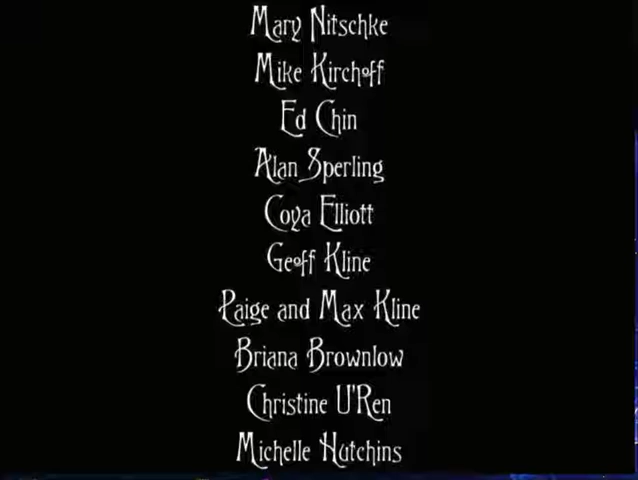 Mary Nitschke
Mike Kirchoff
Ed Chin
Alan Sperling
Coya Elliott
Geoff Kline
Paige and Max Kline
Briana Brownlow
Christine U'Ren
Michelle Hutchins